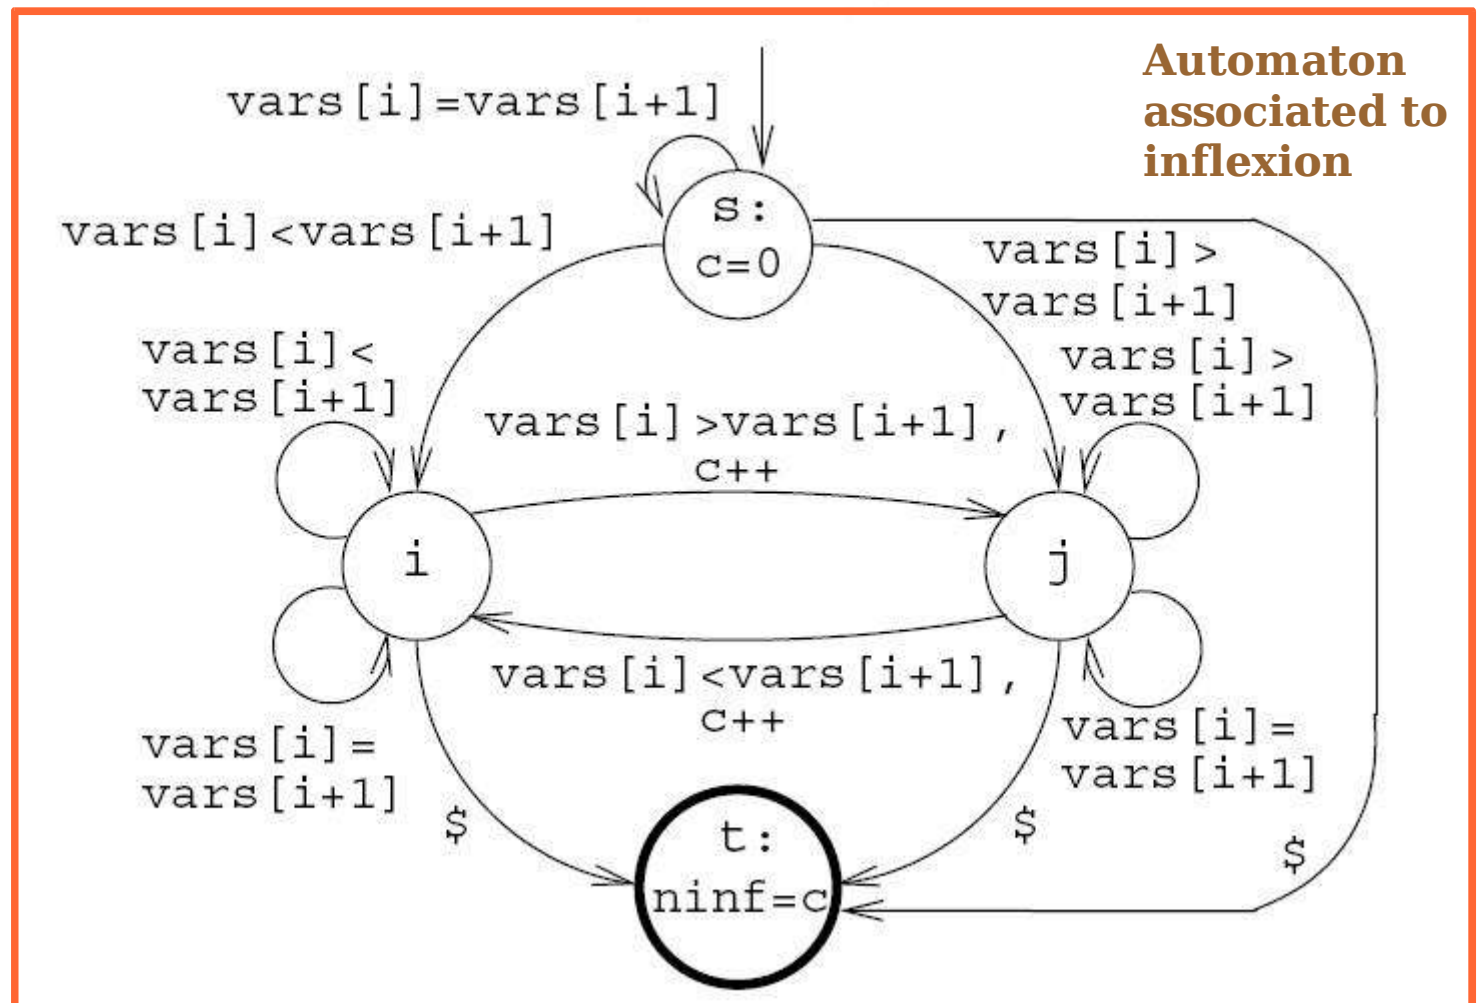 Automaton
associated to
inflexion
vars[i]=vars[i+1]
s:
c=0
vars[i]<vars[i+1]
vars[i]>
vars[i+1]
vars[i]<
vars[i+1]
vars[i]>
vars[i+1]
vars[i]>vars[i+1],
c++
i
j
vars[i]<vars[i+1],
c++
vars[i]=
vars[i+1]
vars[i]=
vars[i+1]
$
$
$
t:
ninf=c